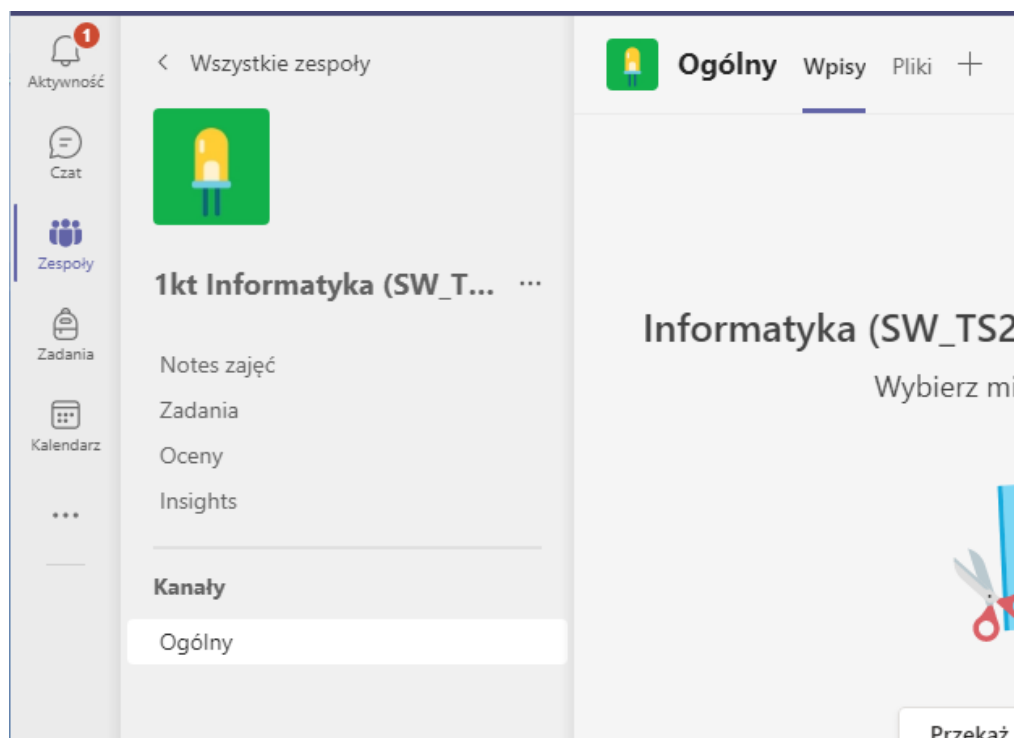 1
Aktywność
Czat
Zespoły
Zadania
Kalendarz
Wszystkie zespoły
1kt Informatyka (SW_T... ...
Notes zajęć
Zadania
Oceny
Insights
Kanały
Ogólny
Ogólny Wpisy Pliki
Informatyka (SW_TS2
Wybierz mi
Przekaż